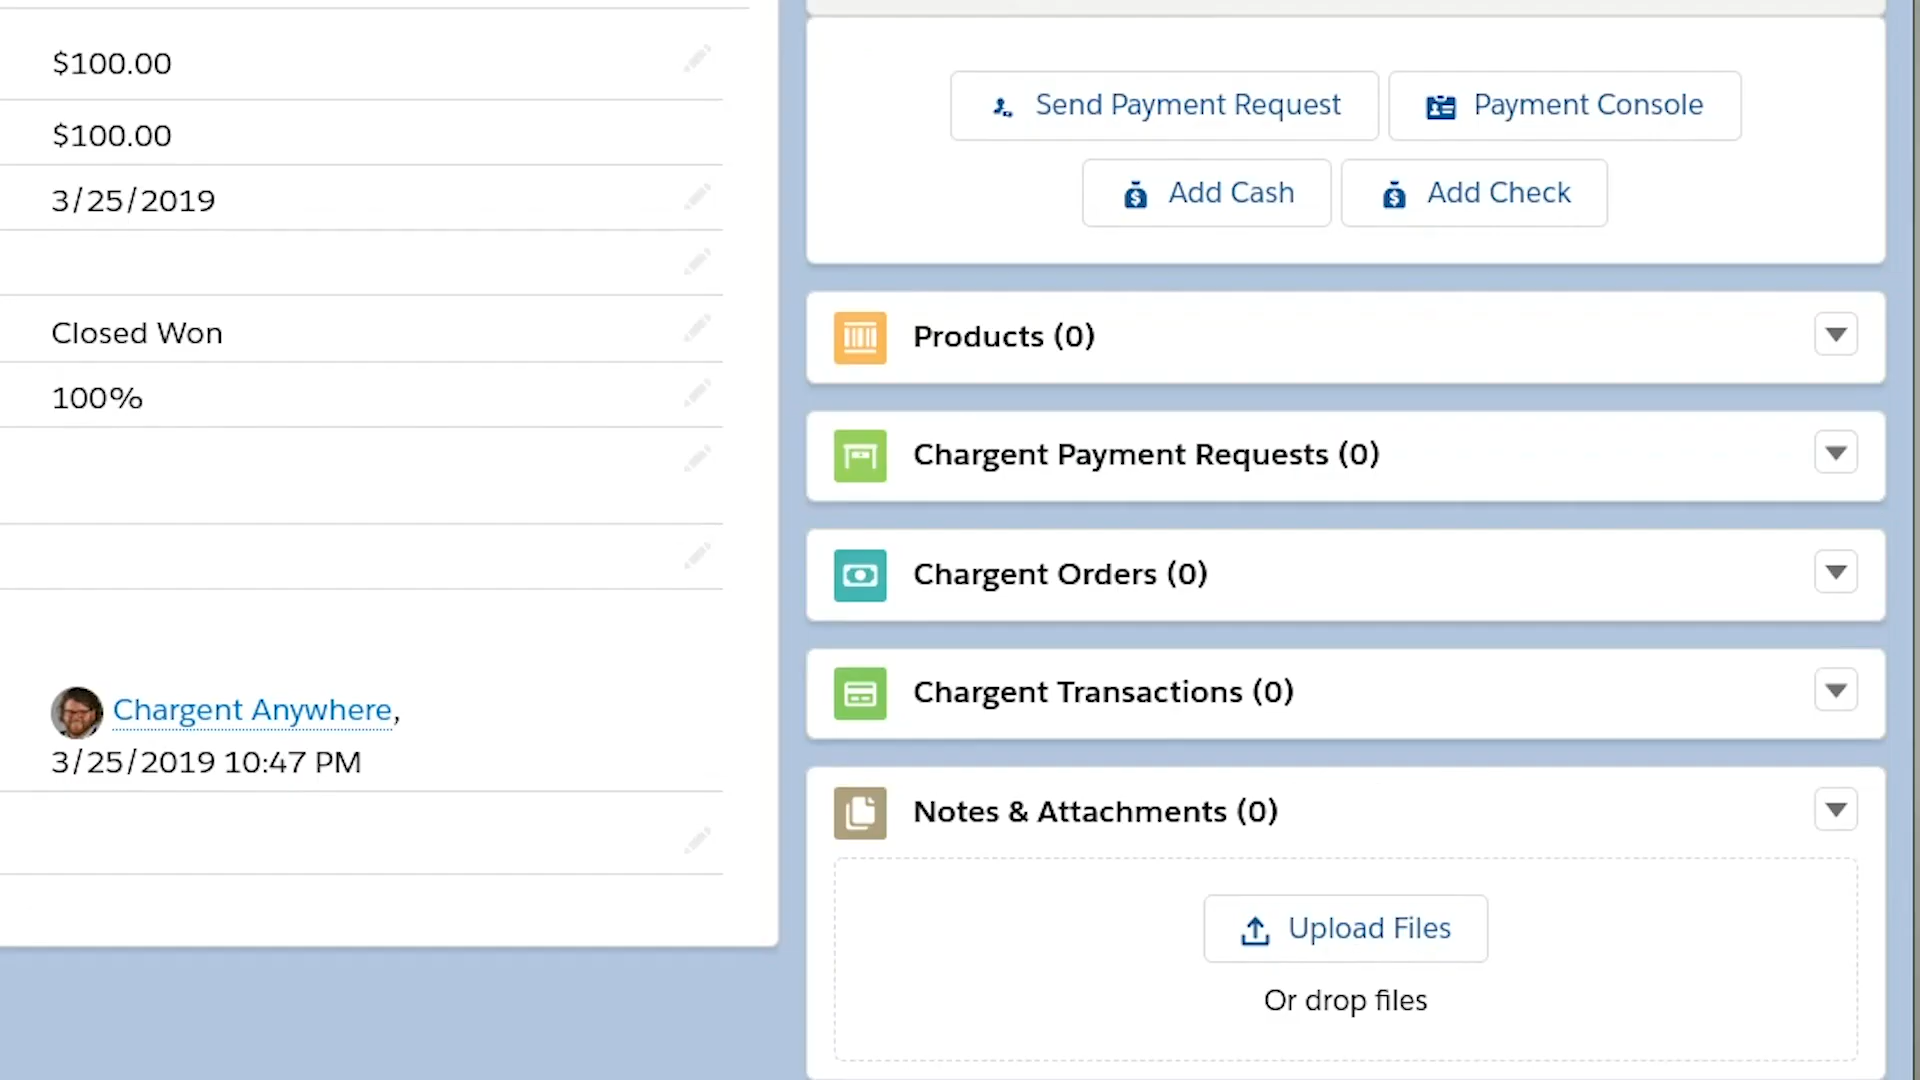 $100.00
$100.00
3/25/2019
Closed Won
100%
Chargent Anywhere,
3/25/2019 10:47 PM
Send Payment Request
Payment Console
Add Cash
Add Check
Products (0)
Chargent Payment Requests (0)
Chargent Orders (0)
Chargent Transactions (0)
Notes & Attachments (0)
Upload Files
Or drop files